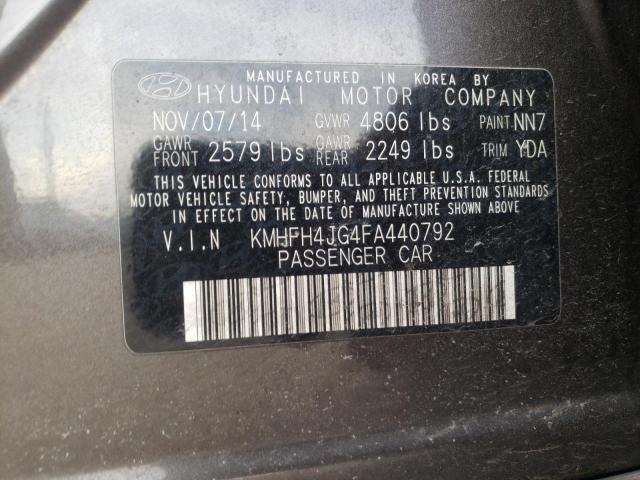 MANUFACTURED IN KOREA BY
HYUNDAI MOTOR COMPANY
NOV/07/14 GVWR 4806 lbs PAINT NN7
GAWR FRONT 2579 lbs GAWR REAR 2249 lbs TRIM YDA
THIS VEHICLE CONFORMS TO ALL APPLICABLE U.S.A. FEDERAL
MOTOR VEHICLE SAFETY, BUMPER, AND THEFT PREVENTION STANDARDS
IN EFFECT ON THE DATE OF MANUFACTURE SHOWN ABOVE
V.I.N KMHFH4JG4FA440792
PASSENGER CAR